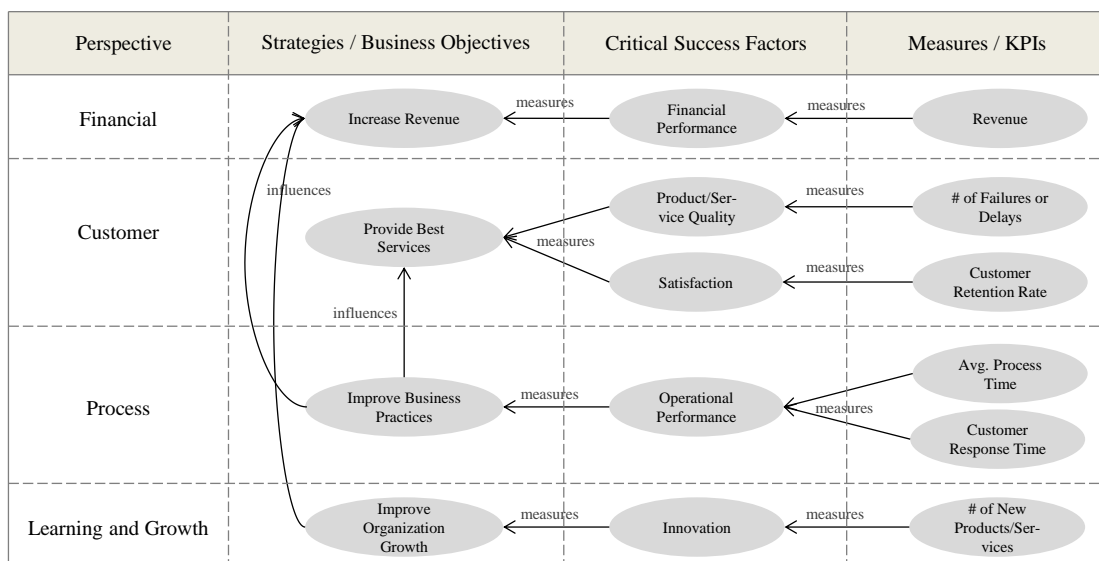 Perspective
Strategies / Business Objectives
Critical Success Factors
Measures / KPIs
Financial
Increase Revenue
measures
Financial
Performance
measures
Revenue
influences
Customer
Provide Best
Services
measures
Product/Ser-
vice Quality
measures
# of Failures or
Delays
Satisfaction
measures
Customer
Retention Rate
influences
Process
Improve Business
Practices
measures
Operational
Performance
measures
Avg. Process
Time
Customer
Response Time
Learning and Growth
Improve
Organization
Growth
measures
Innovation
measures
# of New
Products/Ser-
vices